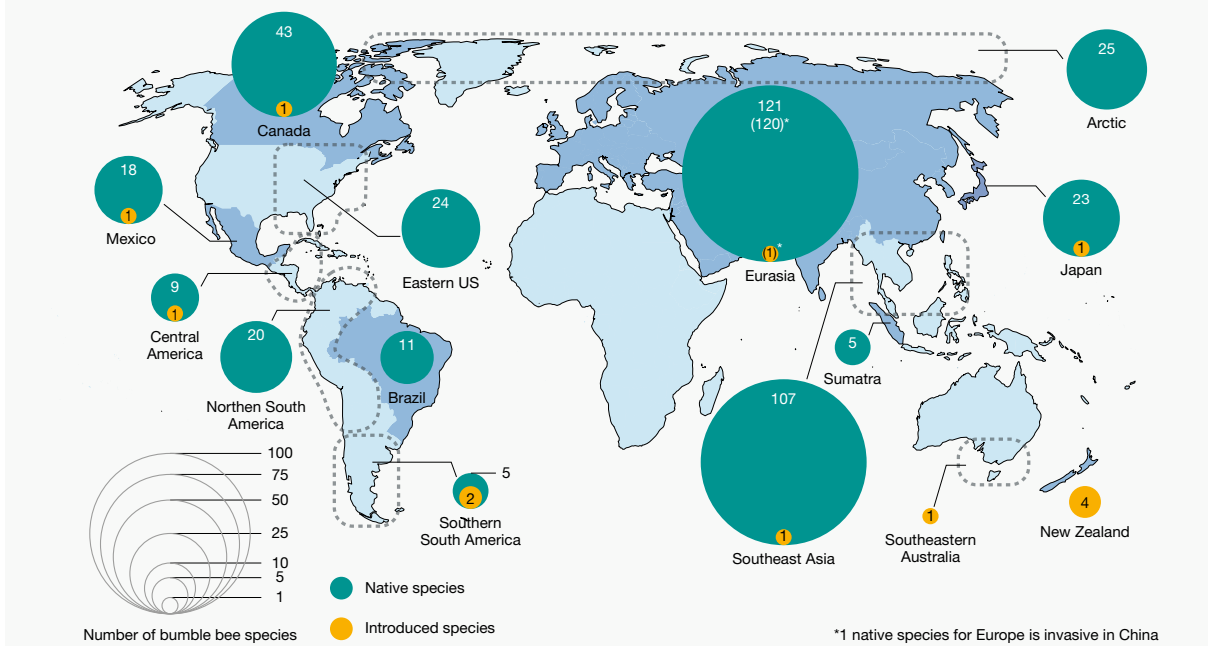 43
1
Canada
25
Arctic
121
(120)*
(1)*
Eurasia
18
1
Mexico
24
Eastern US
23
1
Japan
9
1
Central
America
20
Northen South
America
11
Brazil
5
Sumatra
107
1
Southeast Asia
5
2
Southern
South America
1
Southeastern
Australia
4
New Zealand
100
75
50
25
10
5
1
Number of bumble bee species
Native species
Introduced species
*1 native species for Europe is invasive in China